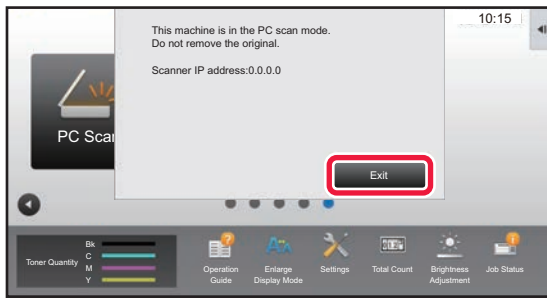 This machine is in the PC scan mode.
Do not remove the original.
10:15
Scanner IP address:0.0.0.0
PC Scan
Exit
Toner Quantity
Bk
C
M
Y
Operation
Guide
Enlarge
Display Mode
Settings
Total Count
Brightness
Adjustment
Job Status